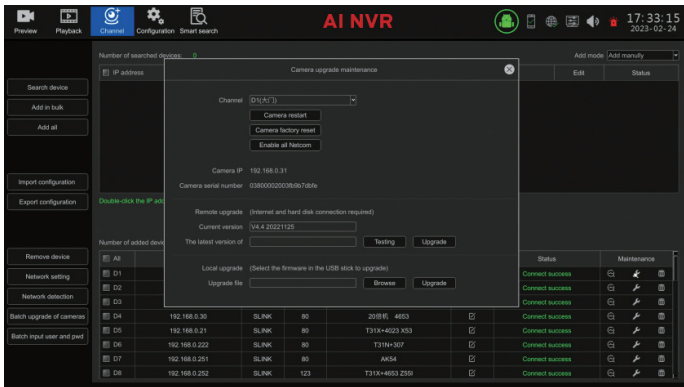 AI NVR
17:33:15
2023-02-24
Preview
Playback
Channel
Configuration
Smart search
Number of searched devices: 0
Add mode
Add manully
IP address
Edit
Status
Camera upgrade maintenance
Search device
Add in bulk
Add all
Import configuration
Export configuration
Channel D1(大门)
Camera restart
Camera factory reset
Enable all Netcom
Camera IP 192.168.0.31
Camera serial number 03800002003fb9b7dbfe
Double-click the IP add
Remote upgrade (Internet and hard disk connection required)
Current version V4.4 20221125
The latest version of Testing Upgrade
Local upgrade (Select the firmware in the USB stick to upgrade)
Upgrade file Browse Upgrade
Number of added devic
Remove device
Network setting
Network detection
Batch upgrade of cameras
Batch input user and pwd
All Status Maintenance
D1 Connect success
D2 Connect success
D3 Connect success
D4 192.168.0.30 SLINK 80 20倍机 4653 Connect success
D5 192.168.0.21 SLINK 80 T31X+4023 X53 Connect success
D6 192.168.0.222 SLINK 80 T31N+307 Connect success
D7 192.168.0.251 SLINK 80 AK54 Connect success
D8 192.168.0.252 SLINK 123 T31X+4653 Z55I Connect success